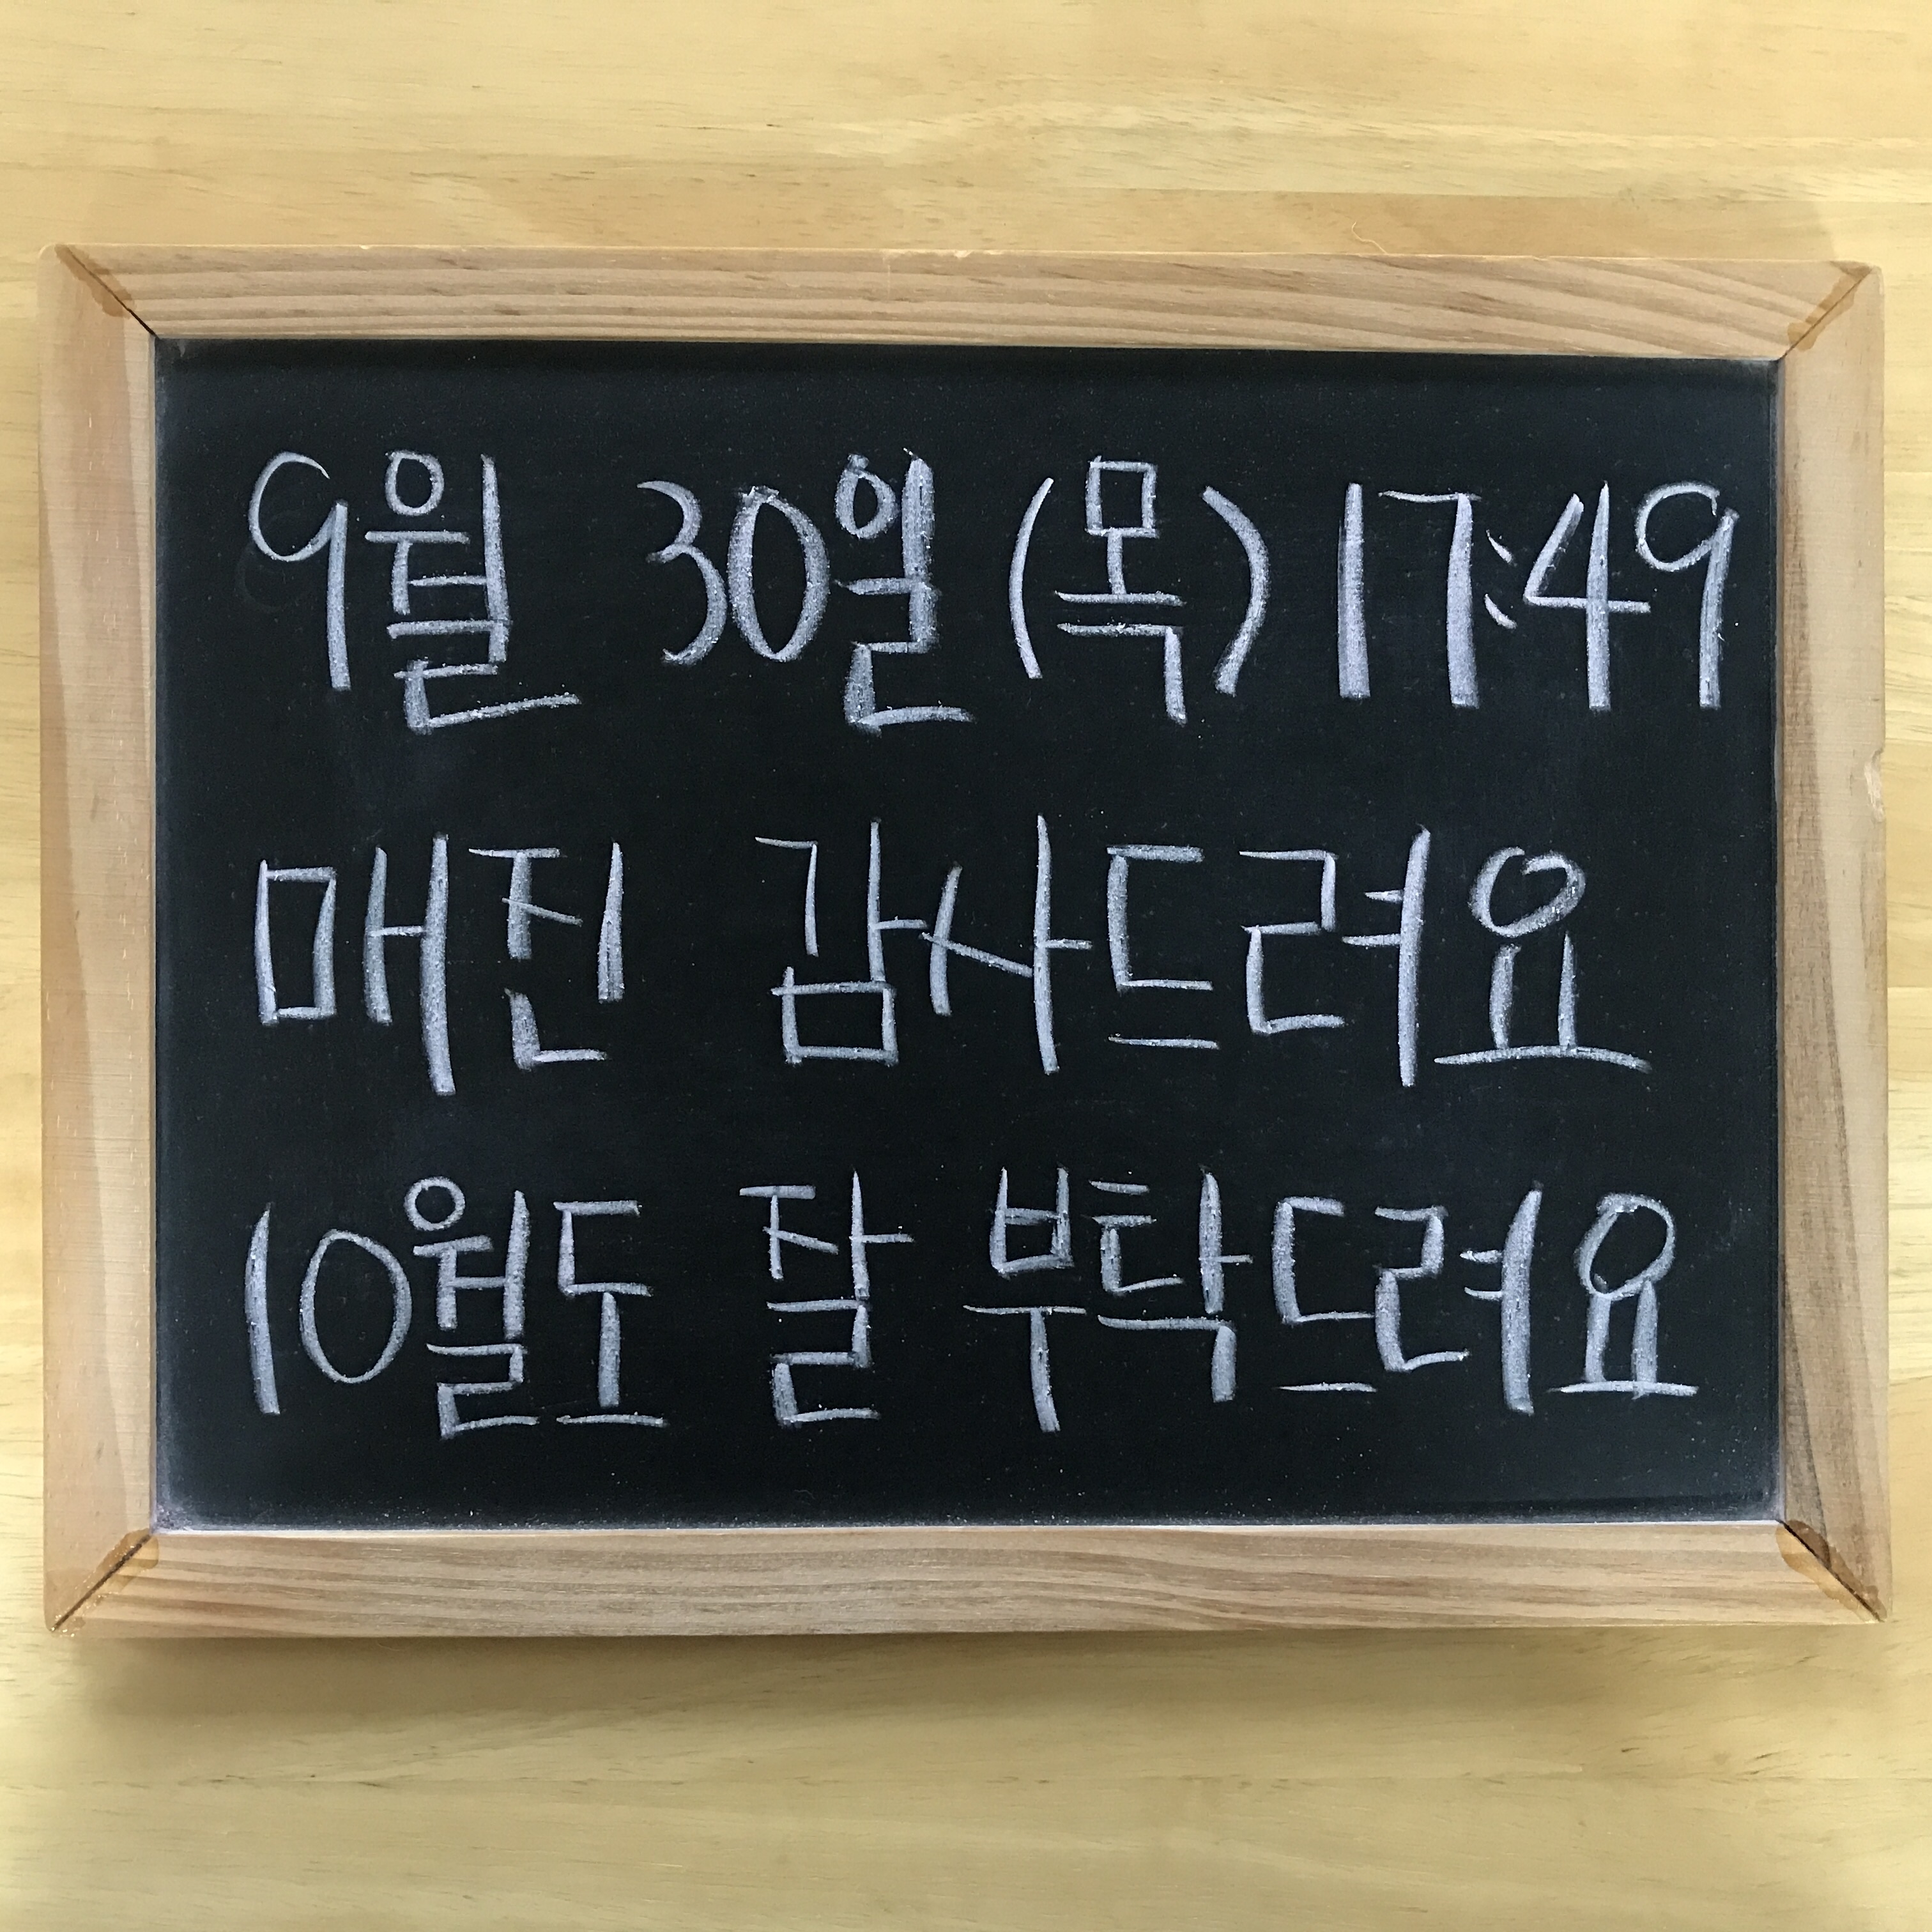 9월 30일 (목) 17:49
매진 감사드려요
10월도 잘 부탁드려요